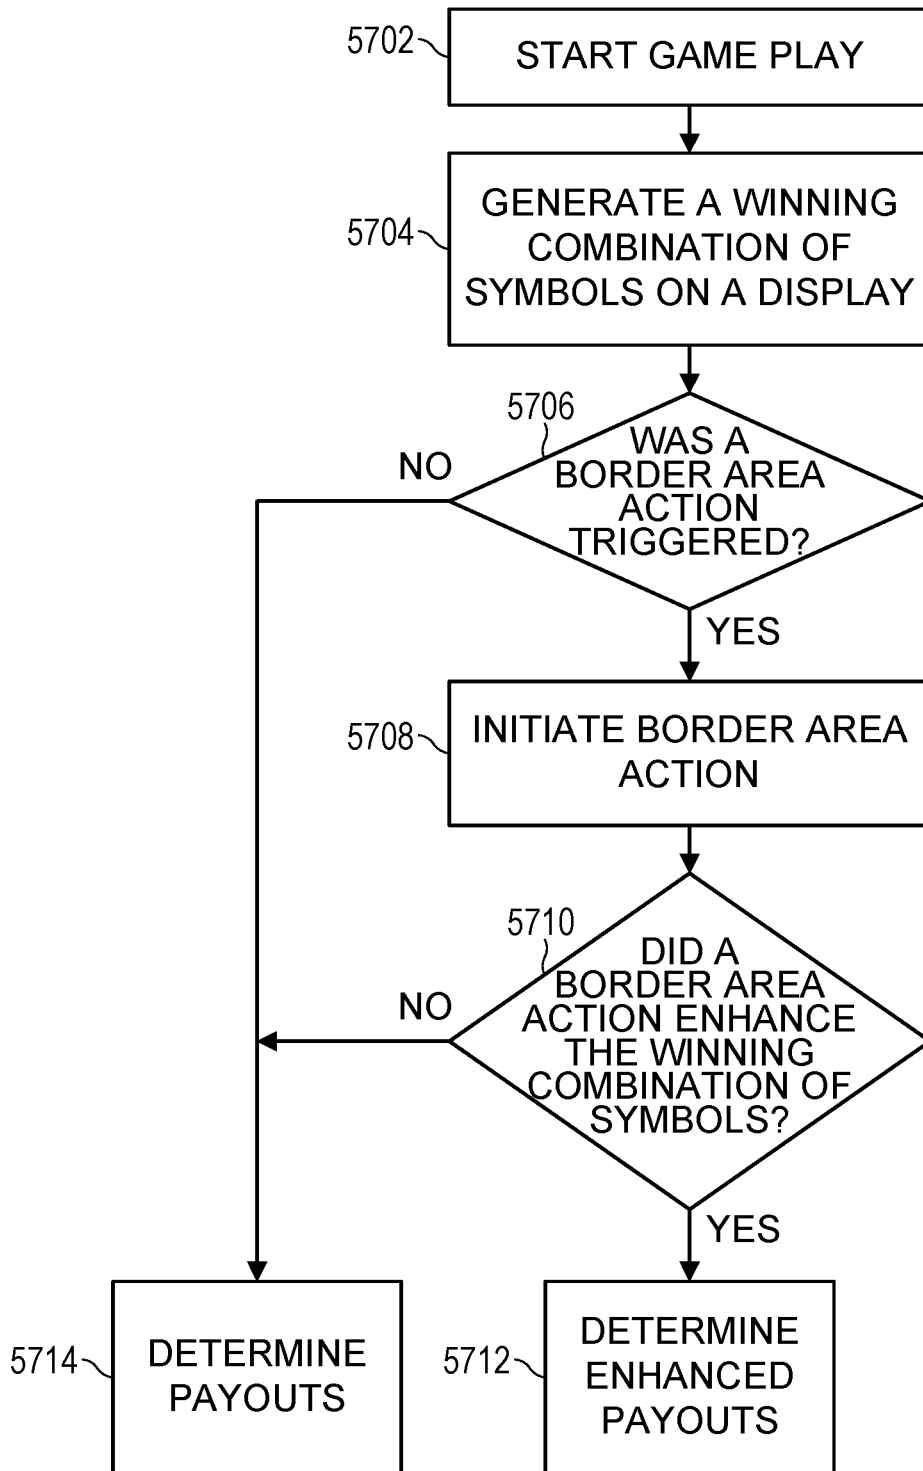 5702
START GAME PLAY
5704
GENERATE A WINNING
COMBINATION OF
SYMBOLS ON A DISPLAY
5706
WAS A
BORDER AREA
ACTION
TRIGGERED?
NO
YES
5708
INITIATE BORDER AREA
ACTION
5710
DID A
BORDER AREA
ACTION ENHANCE
THE WINNING
COMBINATION OF
SYMBOLS?
NO
YES
5714
DETERMINE
PAYOUTS
5712
DETERMINE
ENHANCED
PAYOUTS